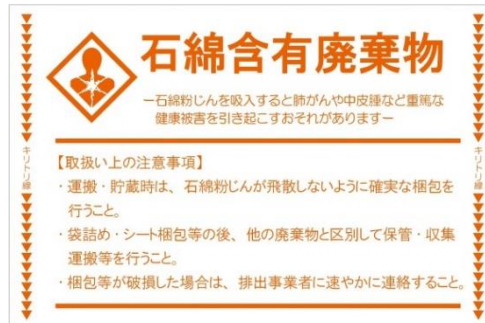 石綿含有廃棄物
ー石綿粉じんを吸入すると肺がんや中皮腫など重篤な
健康被害を引き起こすおそれがありますー
キリトリ線
キリトリ線
【取扱い上の注意事項】
・運搬・貯蔵時は、石綿粉じんが飛散しないように確実な梱包を
行うこと。
・袋詰め・シート梱包等の後、他の廃棄物と区別して保管・収集
運搬等を行うこと。
・梱包等が破損した場合は、排出事業者に速やかに連絡すること。